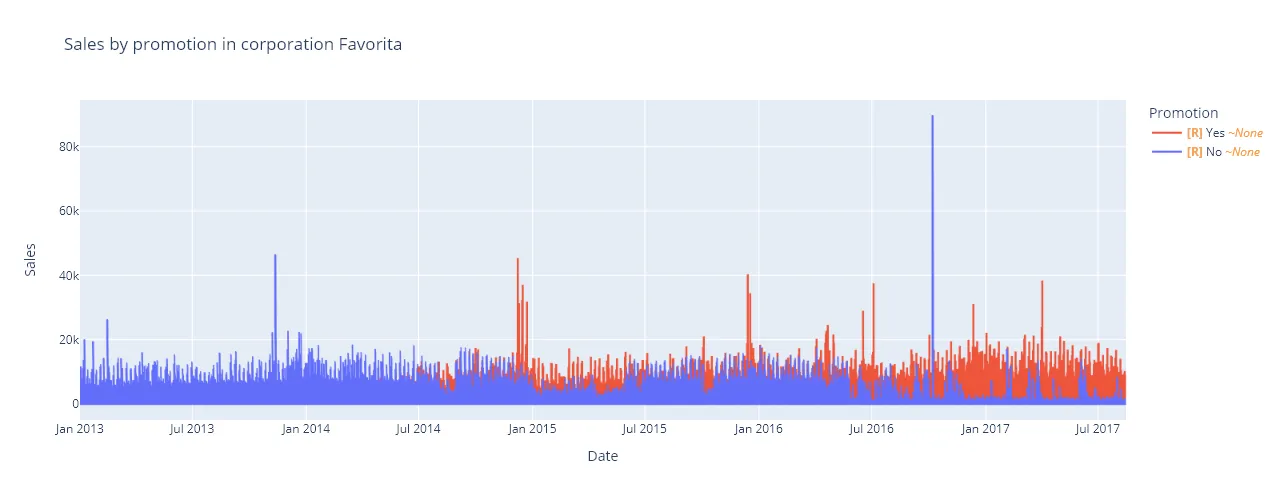 Sales by promotion in corporation Favorita
Promotion
[R] Yes ~None
[R] No ~None
Sales
80k
60k
40k
20k
0
Jan 2013 Jul 2013 Jan 2014 Jul 2014 Jan 2015 Jul 2015 Jan 2016 Jul 2016 Jan 2017 Jul 2017
Date